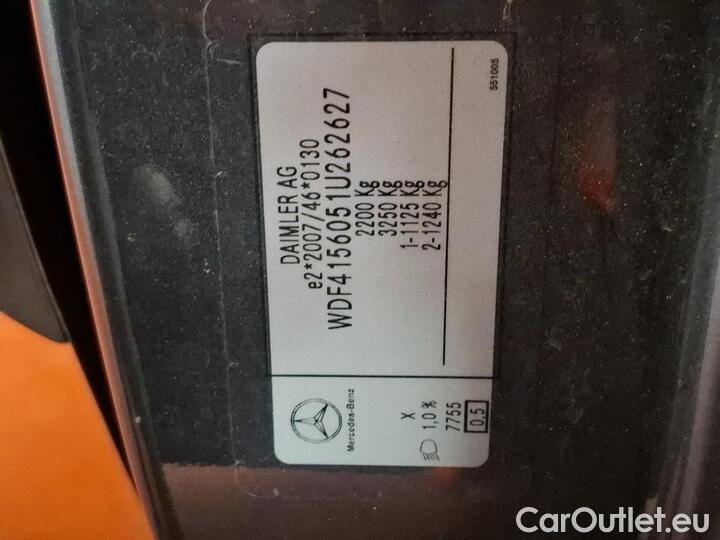 DAIMLER AG
e2*2007/46*0130
WDF4156051U262627
2200 Kg
3250 Kg
1-1125 Kg
2-1240 Kg
551005
Mercedes-Benz
X
1,0%
7755
0.5
CarOutlet.eu